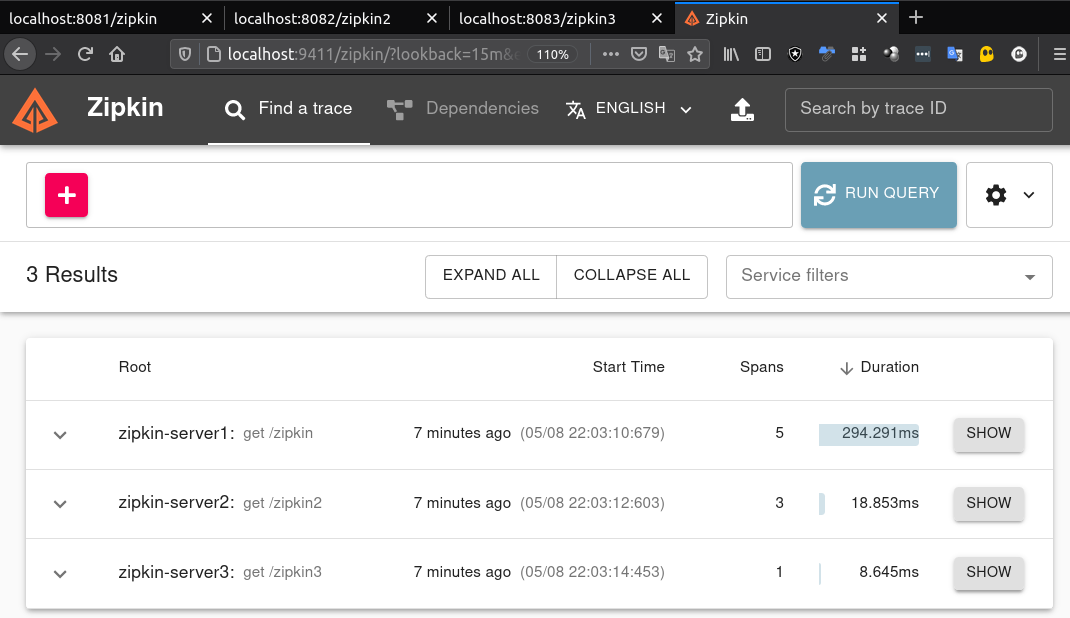 localhost:8081/zipkin localhost:8082/zipkin2 localhost:8083/zipkin3 Zipkin
localhost:9411/zipkin/?lookback=15m& 110%
Zipkin Find a trace Dependencies ENGLISH Search by trace ID
RUN QUERY
3 Results EXPAND ALL COLLAPSE ALL Service filters
Root Start Time Spans Duration
zipkin-server1: get /zipkin 7 minutes ago (05/08 22:03:10:679) 5 294.291ms SHOW
zipkin-server2: get /zipkin2 7 minutes ago (05/08 22:03:12:603) 3 18.853ms SHOW
zipkin-server3: get /zipkin3 7 minutes ago (05/08 22:03:14:453) 1 8.645ms SHOW